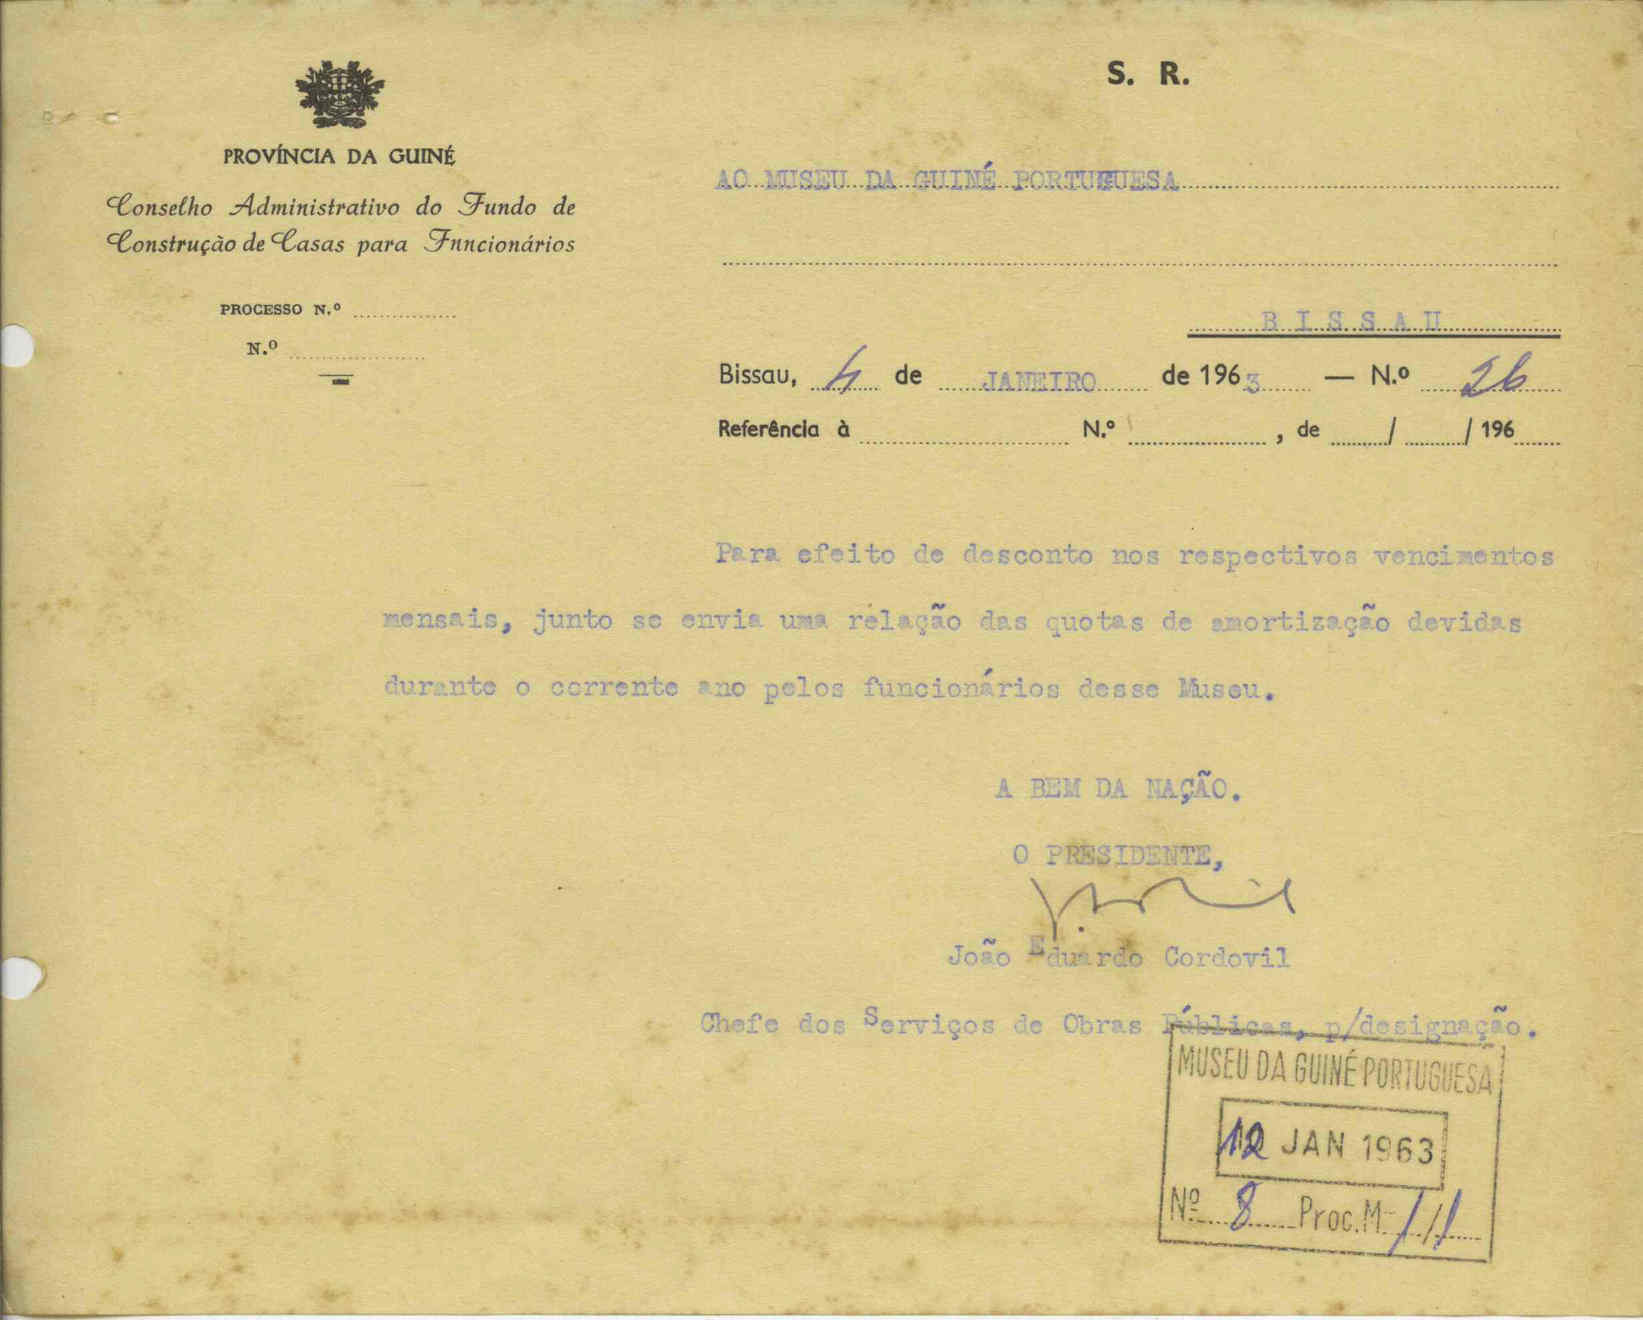 S. R.
PROVÍNCIA DA GUINÉ
Conselho Administrativo do Fundo de
Construção de Casas para Funncionários
PROCESSO N.º
N.º
AO MUSEU DA GUINÉ PORTUGUESA
BISSAU
Bissau, 4 de JANEIRO de 1963 — N.º 26
Referência à N.º , de / / 196
Para efeito de desconto nos respectivos vencimentos
mensais, junto se envia uma relação das quotas de amortização devidas
durante o corrente ano pelos funcionários desse Museu.
A BEM DA NAÇÃO.
O PRESIDENTE,
João Eduardo Cordovil
Chefe dos Serviços de Obras Públicas, p/designação.
MUSEU DA GUINÉ PORTUGUESA
12 JAN 1963
Nº 8 Proc. M